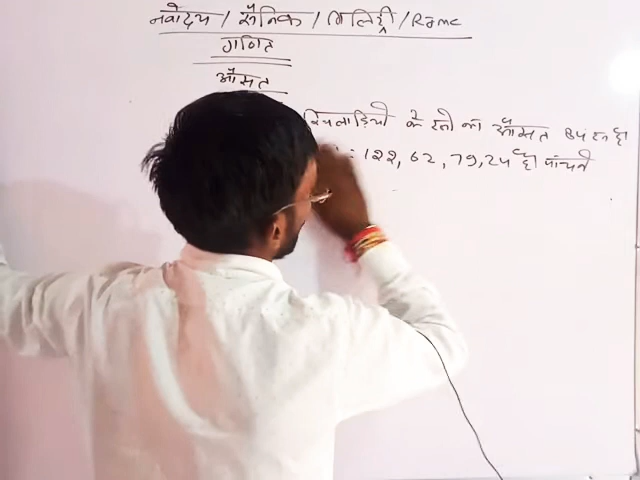 नवोदय / सैनिक / मिलिट्री / Rimc
गणित
औसत
खिलाड़ियों के रनों का औसत 84 रन है
: 122, 62, 79, 24 है पांचवे